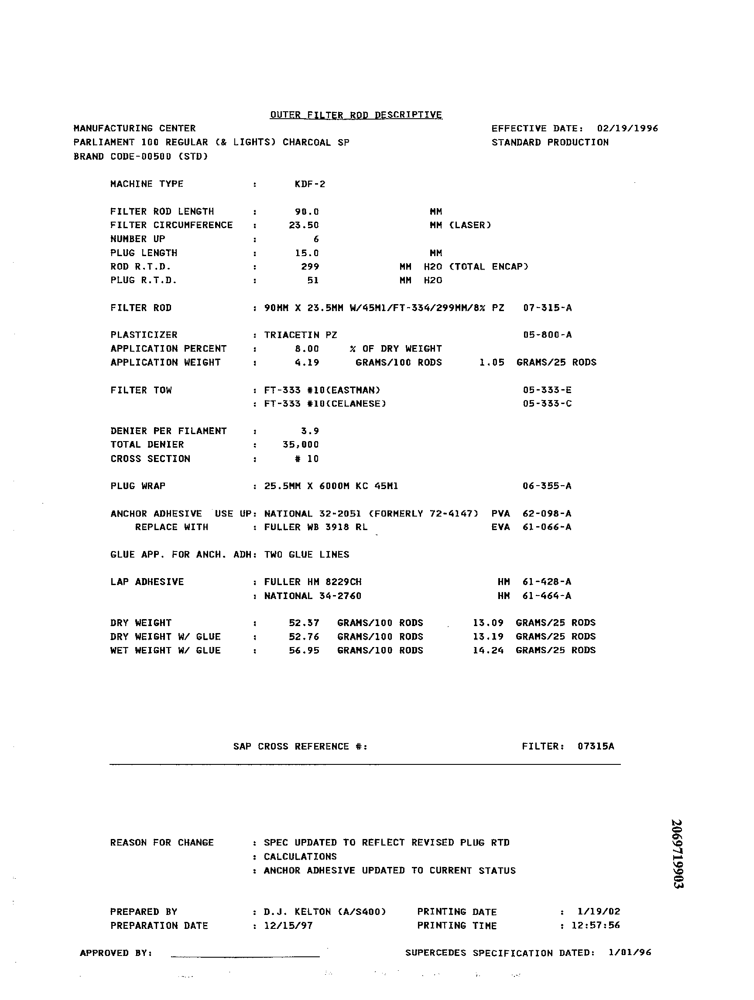 OUTER FILTER ROD DESCRIPTIVE
MANUFACTURING CENTER EFFECTIVE DATE: 02/19/1996
PARLIAMENT 100 REGULAR (& LIGHTS) CHARCOAL SP STANDARD PRODUCTION
BRAND CODE-00500 (STD)
MACHINE TYPE : KDF-2
FILTER ROD LENGTH : 90.0 MM
FILTER CIRCUMFERENCE : 23.50 MM (LASER)
NUMBER UP : 6
PLUG LENGTH : 15.0 MM
ROD R.T.D. : 299 MM H2O (TOTAL ENCAP)
PLUG R.T.D. : 51 MM H2O
FILTER ROD : 90MM X 23.5MM W/45M1/FT-334/299MM/8% PZ 07-315-A
PLASTICIZER : TRIACETIN PZ 05-800-A
APPLICATION PERCENT : 8.00 % OF DRY WEIGHT
APPLICATION WEIGHT : 4.19 GRAMS/100 RODS 1.05 GRAMS/25 RODS
FILTER TOW : FT-333 #10(EASTMAN) 05-333-E
: FT-333 #10(CELANESE) 05-333-C
DENIER PER FILAMENT : 3.9
TOTAL DENIER : 35,000
CROSS SECTION : # 10
PLUG WRAP : 25.5MM X 6000M KC 45M1 06-355-A
ANCHOR ADHESIVE USE UP: NATIONAL 32-2051 (FORMERLY 72-4147) PVA 62-098-A
REPLACE WITH : FULLER WB 3918 RL EVA 61-066-A
GLUE APP. FOR ANCH. ADH: TWO GLUE LINES
LAP ADHESIVE : FULLER HM 8229CH HM 61-428-A
: NATIONAL 34-2760 HM 61-464-A
DRY WEIGHT : 52.37 GRAMS/100 RODS 13.09 GRAMS/25 RODS
DRY WEIGHT W/ GLUE : 52.76 GRAMS/100 RODS 13.19 GRAMS/25 RODS
WET WEIGHT W/ GLUE : 56.95 GRAMS/100 RODS 14.24 GRAMS/25 RODS
SAP CROSS REFERENCE #: FILTER: 07315A
2069719903
REASON FOR CHANGE : SPEC UPDATED TO REFLECT REVISED PLUG RTD
: CALCULATIONS
: ANCHOR ADHESIVE UPDATED TO CURRENT STATUS
PREPARED BY : D.J. KELTON (A/S400) PRINTING DATE : 1/19/02
PREPARATION DATE : 12/15/97 PRINTING TIME : 12:57:56
APPROVED BY: SUPERCEDES SPECIFICATION DATED: 1/01/96